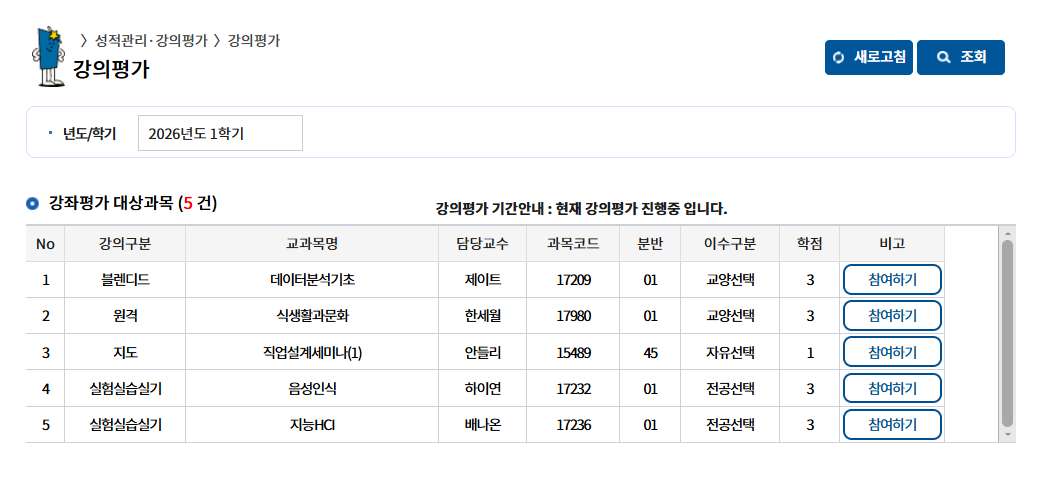 〉 성적관리·강의평가 〉 강의평가
강의평가
새로고침 조회
년도/학기 2026년도 1학기
강좌평가 대상과목 (5 건) 강의평가 기간안내 : 현재 강의평가 진행중 입니다.
No 강의구분 교과목명 담당교수 과목코드 분반 이수구분 학점 비고
1 블렌디드 데이터분석기초 제이트 17209 01 교양선택 3 참여하기
2 원격 식생활과문화 한세월 17980 01 교양선택 3 참여하기
3 지도 직업설계세미나(1) 안들리 15489 45 자유선택 1 참여하기
4 실험실습실기 음성인식 하이연 17232 01 전공선택 3 참여하기
5 실험실습실기 지능HCI 배나온 17236 01 전공선택 3 참여하기